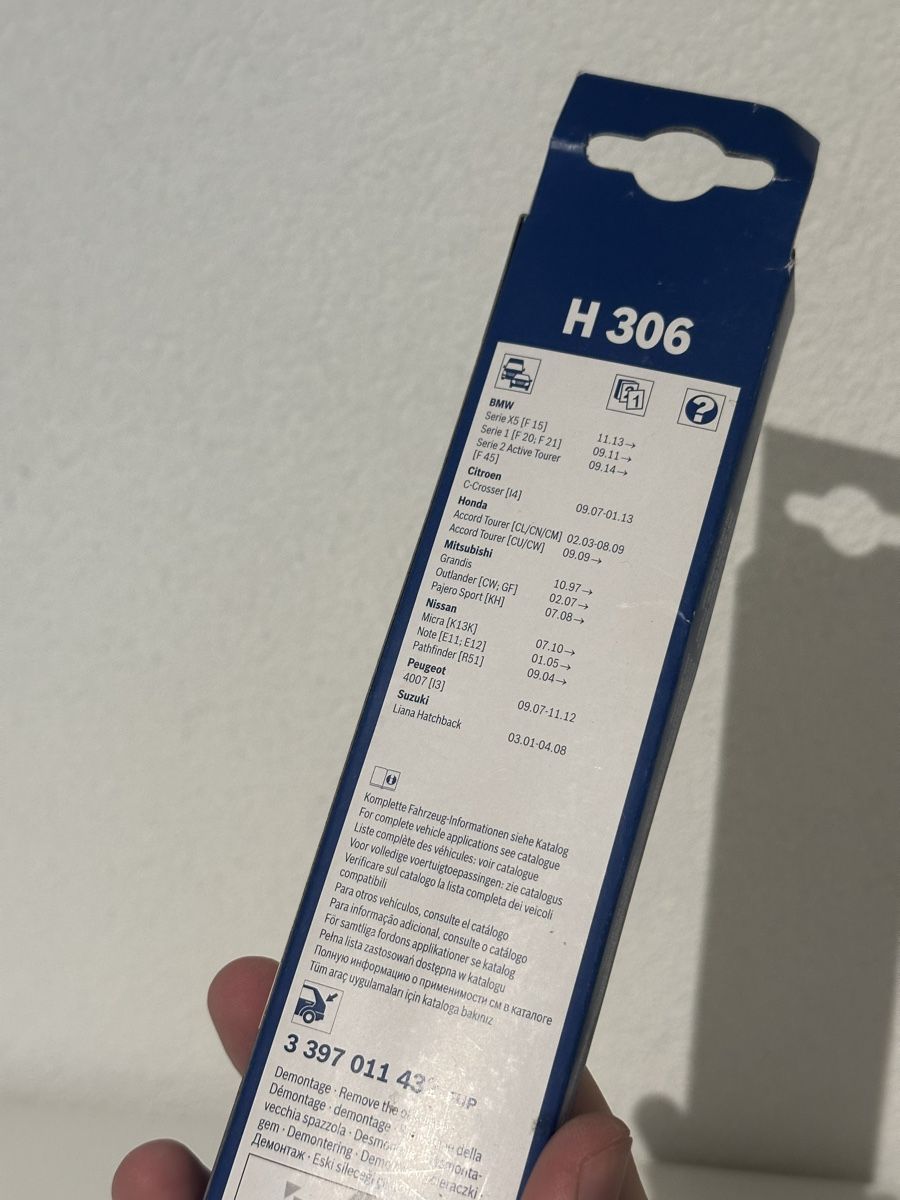 H 306
BMW
Serie X5 [F 15] 11.13→
Serie 1 [F 20; F 21] 09.11→
Serie 2 Active Tourer 09.14→
[F 45]
Citroen
C-Crosser [I4] 09.07-01.13
Honda
Accord Tourer [CL/CN/CM] 02.03-08.09
Accord Tourer [CU/CW] 09.09→
Mitsubishi
Grandis 10.97→
Outlander [CW; GF] 02.07→
Pajero Sport [KH] 07.08→
Nissan
Micra [K13K] 07.10→
Note [E11; E12] 01.05→
Pathfinder [R51] 09.04→
Peugeot
4007 [I3] 09.07-11.12
Suzuki
Liana Hatchback 03.01-04.08
Komplette Fahrzeug-Informationen siehe Katalog
For complete vehicle applications see catalogue
Liste complète des véhicules: voir catalogue
Voor volledige voertuigtoepassingen: zie catalogus
Verificare sul catalogo la lista completa dei veicoli
compatibili
Para otros vehículos, consulte el catálogo
Para informação adicional, consulte o catálogo
För samtliga fordons applikationer se katalog
Pełna lista zastosowań dostępna w katalogu
Полную информацию о применимости см в каталоге
Tüm araç uygulamaları için kataloga bakınız
3 397 011 43
Demontage · Remove the
Démontage · demontage della
vecchia spazzola ·
gem · Demontering ·
Демонтаж · Eski